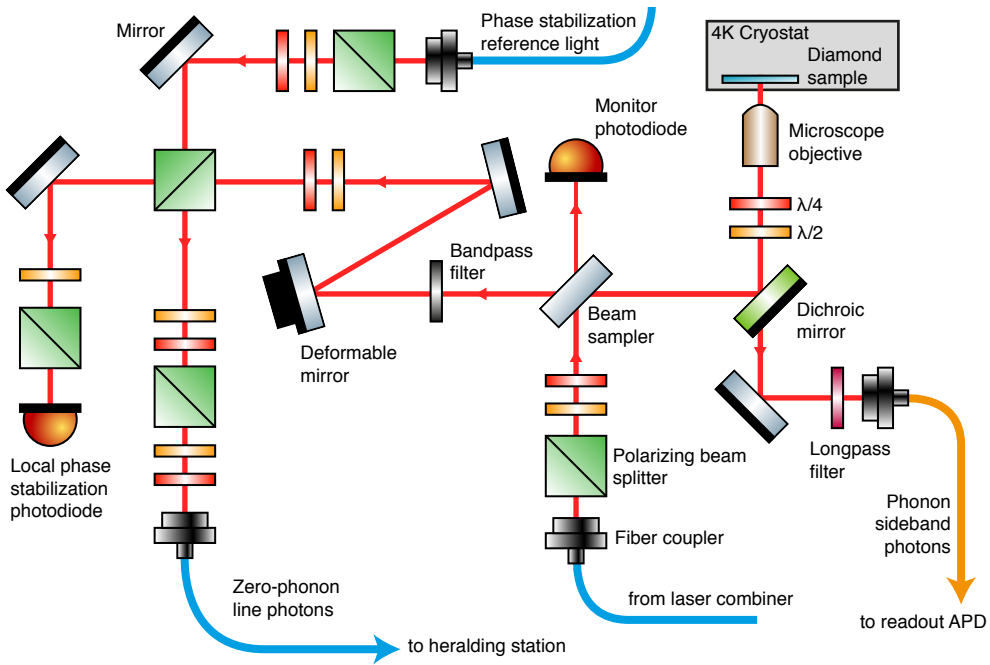 Mirror
Phase stabilization
reference light
4K Cryostat
Diamond
sample
Monitor
photodiode
Microscope
objective
λ/4
λ/2
Bandpass
filter
Beam
sampler
Dichroic
mirror
Deformable
mirror
Local phase
stabilization
photodiode
Polarizing beam
splitter
Longpass
filter
Fiber coupler
Phonon
sideband
photons
Zero-phonon
line photons
from laser combiner
to readout APD
to heralding station